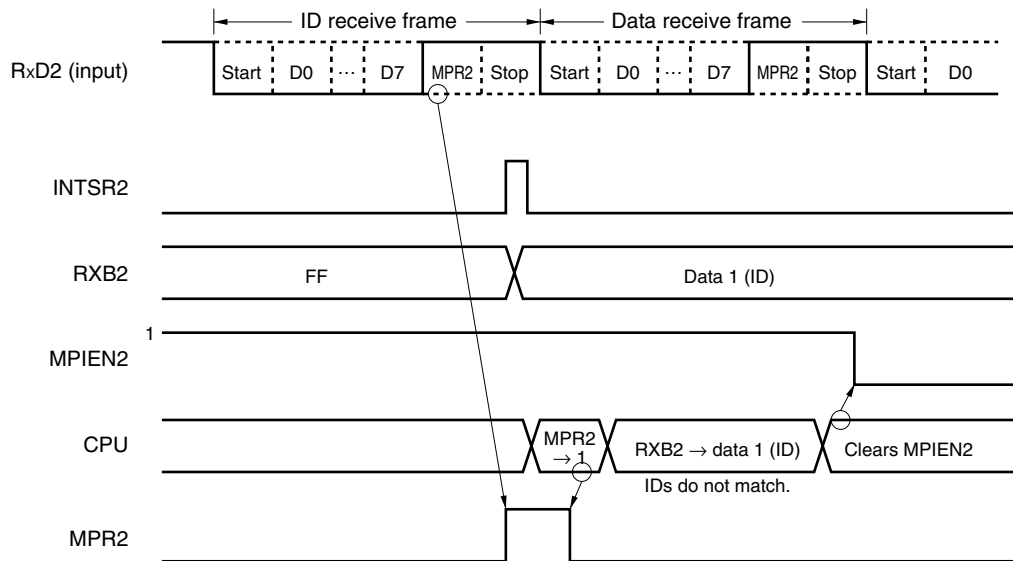 ID receive frame Data receive frame
RxD2 (input) Start D0 ... D7 MPR2 Stop Start D0 ... D7 MPR2 Stop Start D0
INTSR2
RXB2 FF Data 1 (ID)
1
MPIEN2
CPU MPR2 → 1 RXB2 → data 1 (ID) Clears MPIEN2
IDs do not match.
MPR2